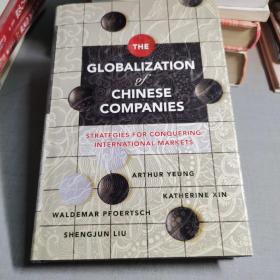 THE
GLOBALIZATION
of
CHINESE
COMPANIES
STRATEGIES FOR CONQUERING
INTERNATIONAL MARKETS
ARTHUR YEUNG
KATHERINE XIN
WALDEMAR PFOERTSCH
SHENGJUN LIU